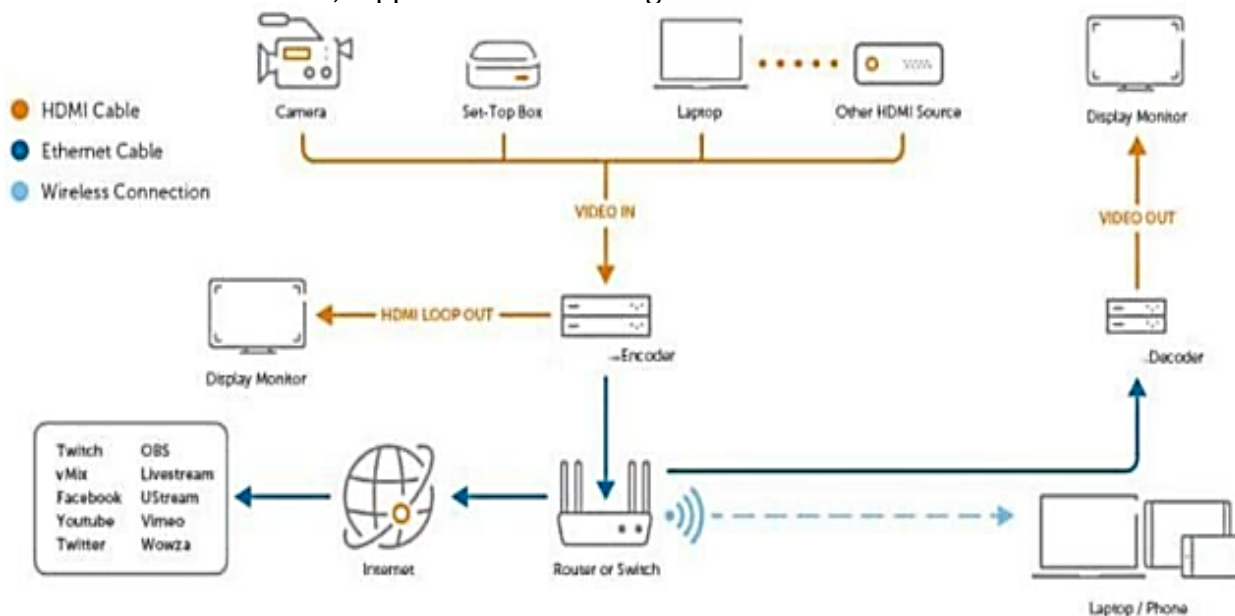 Camera
Set-Top Box
Laptop
Other HDMI Source
Display Monitor
HDMI Cable
Ethernet Cable
Wireless Connection
VIDEO IN
VIDEO OUT
HDMI LOOP OUT
Encoder
Decoder
Display Monitor
Twitch OBS
vMix Livestream
Facebook UStream
Youtube Vimeo
Twitter Wowza
Internet
Router or Switch
Laptop / Phone